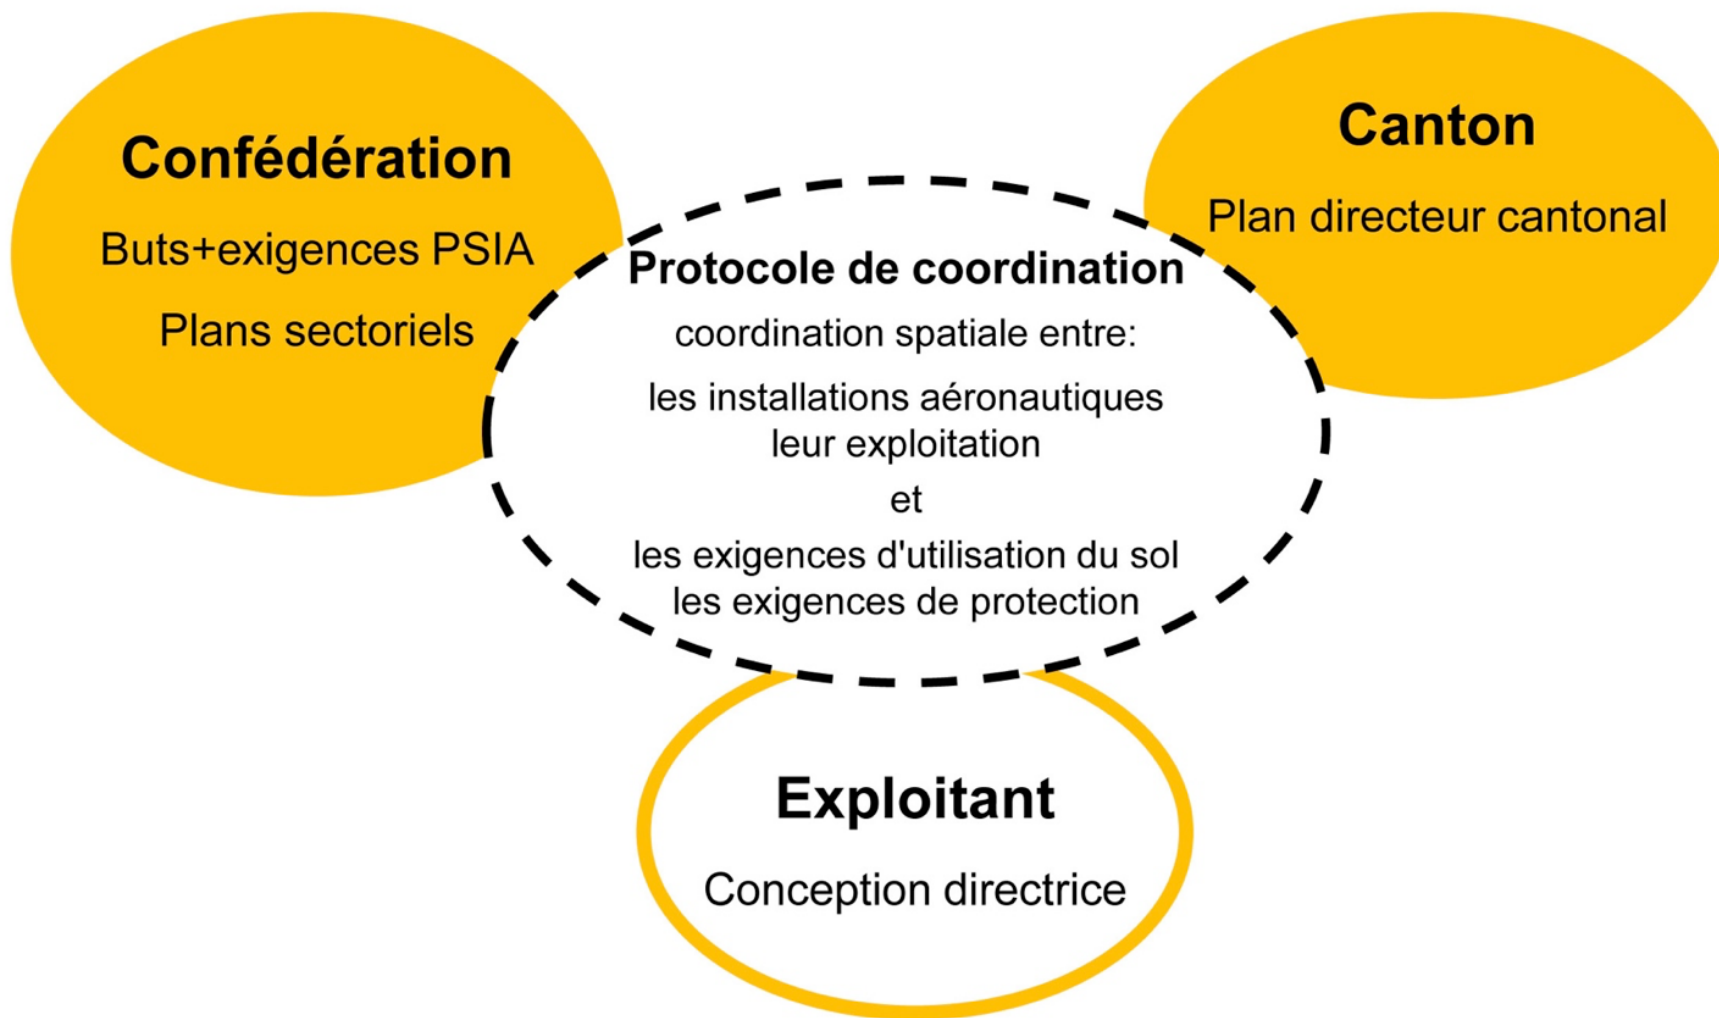 Confédération
Buts+exigences PSIA
Plans sectoriels
Canton
Plan directeur cantonal
Protocole de coordination
coordination spatiale entre:
les installations aéronautiques
leur exploitation
et
les exigences d'utilisation du sol
les exigences de protection
Exploitant
Conception directrice